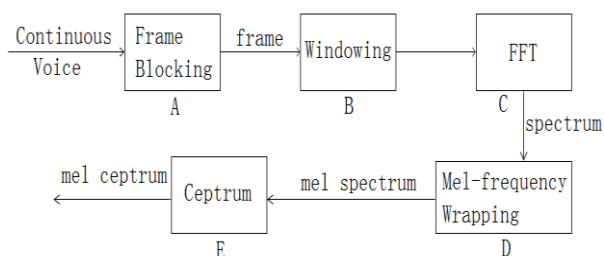 Continuous
Voice
Frame
Blocking
A
frame
Windowing
B
FFT
C
spectrum
Mel-frequency
Wrapping
D
mel spectrum
Ceptrum
E
mel ceptrum